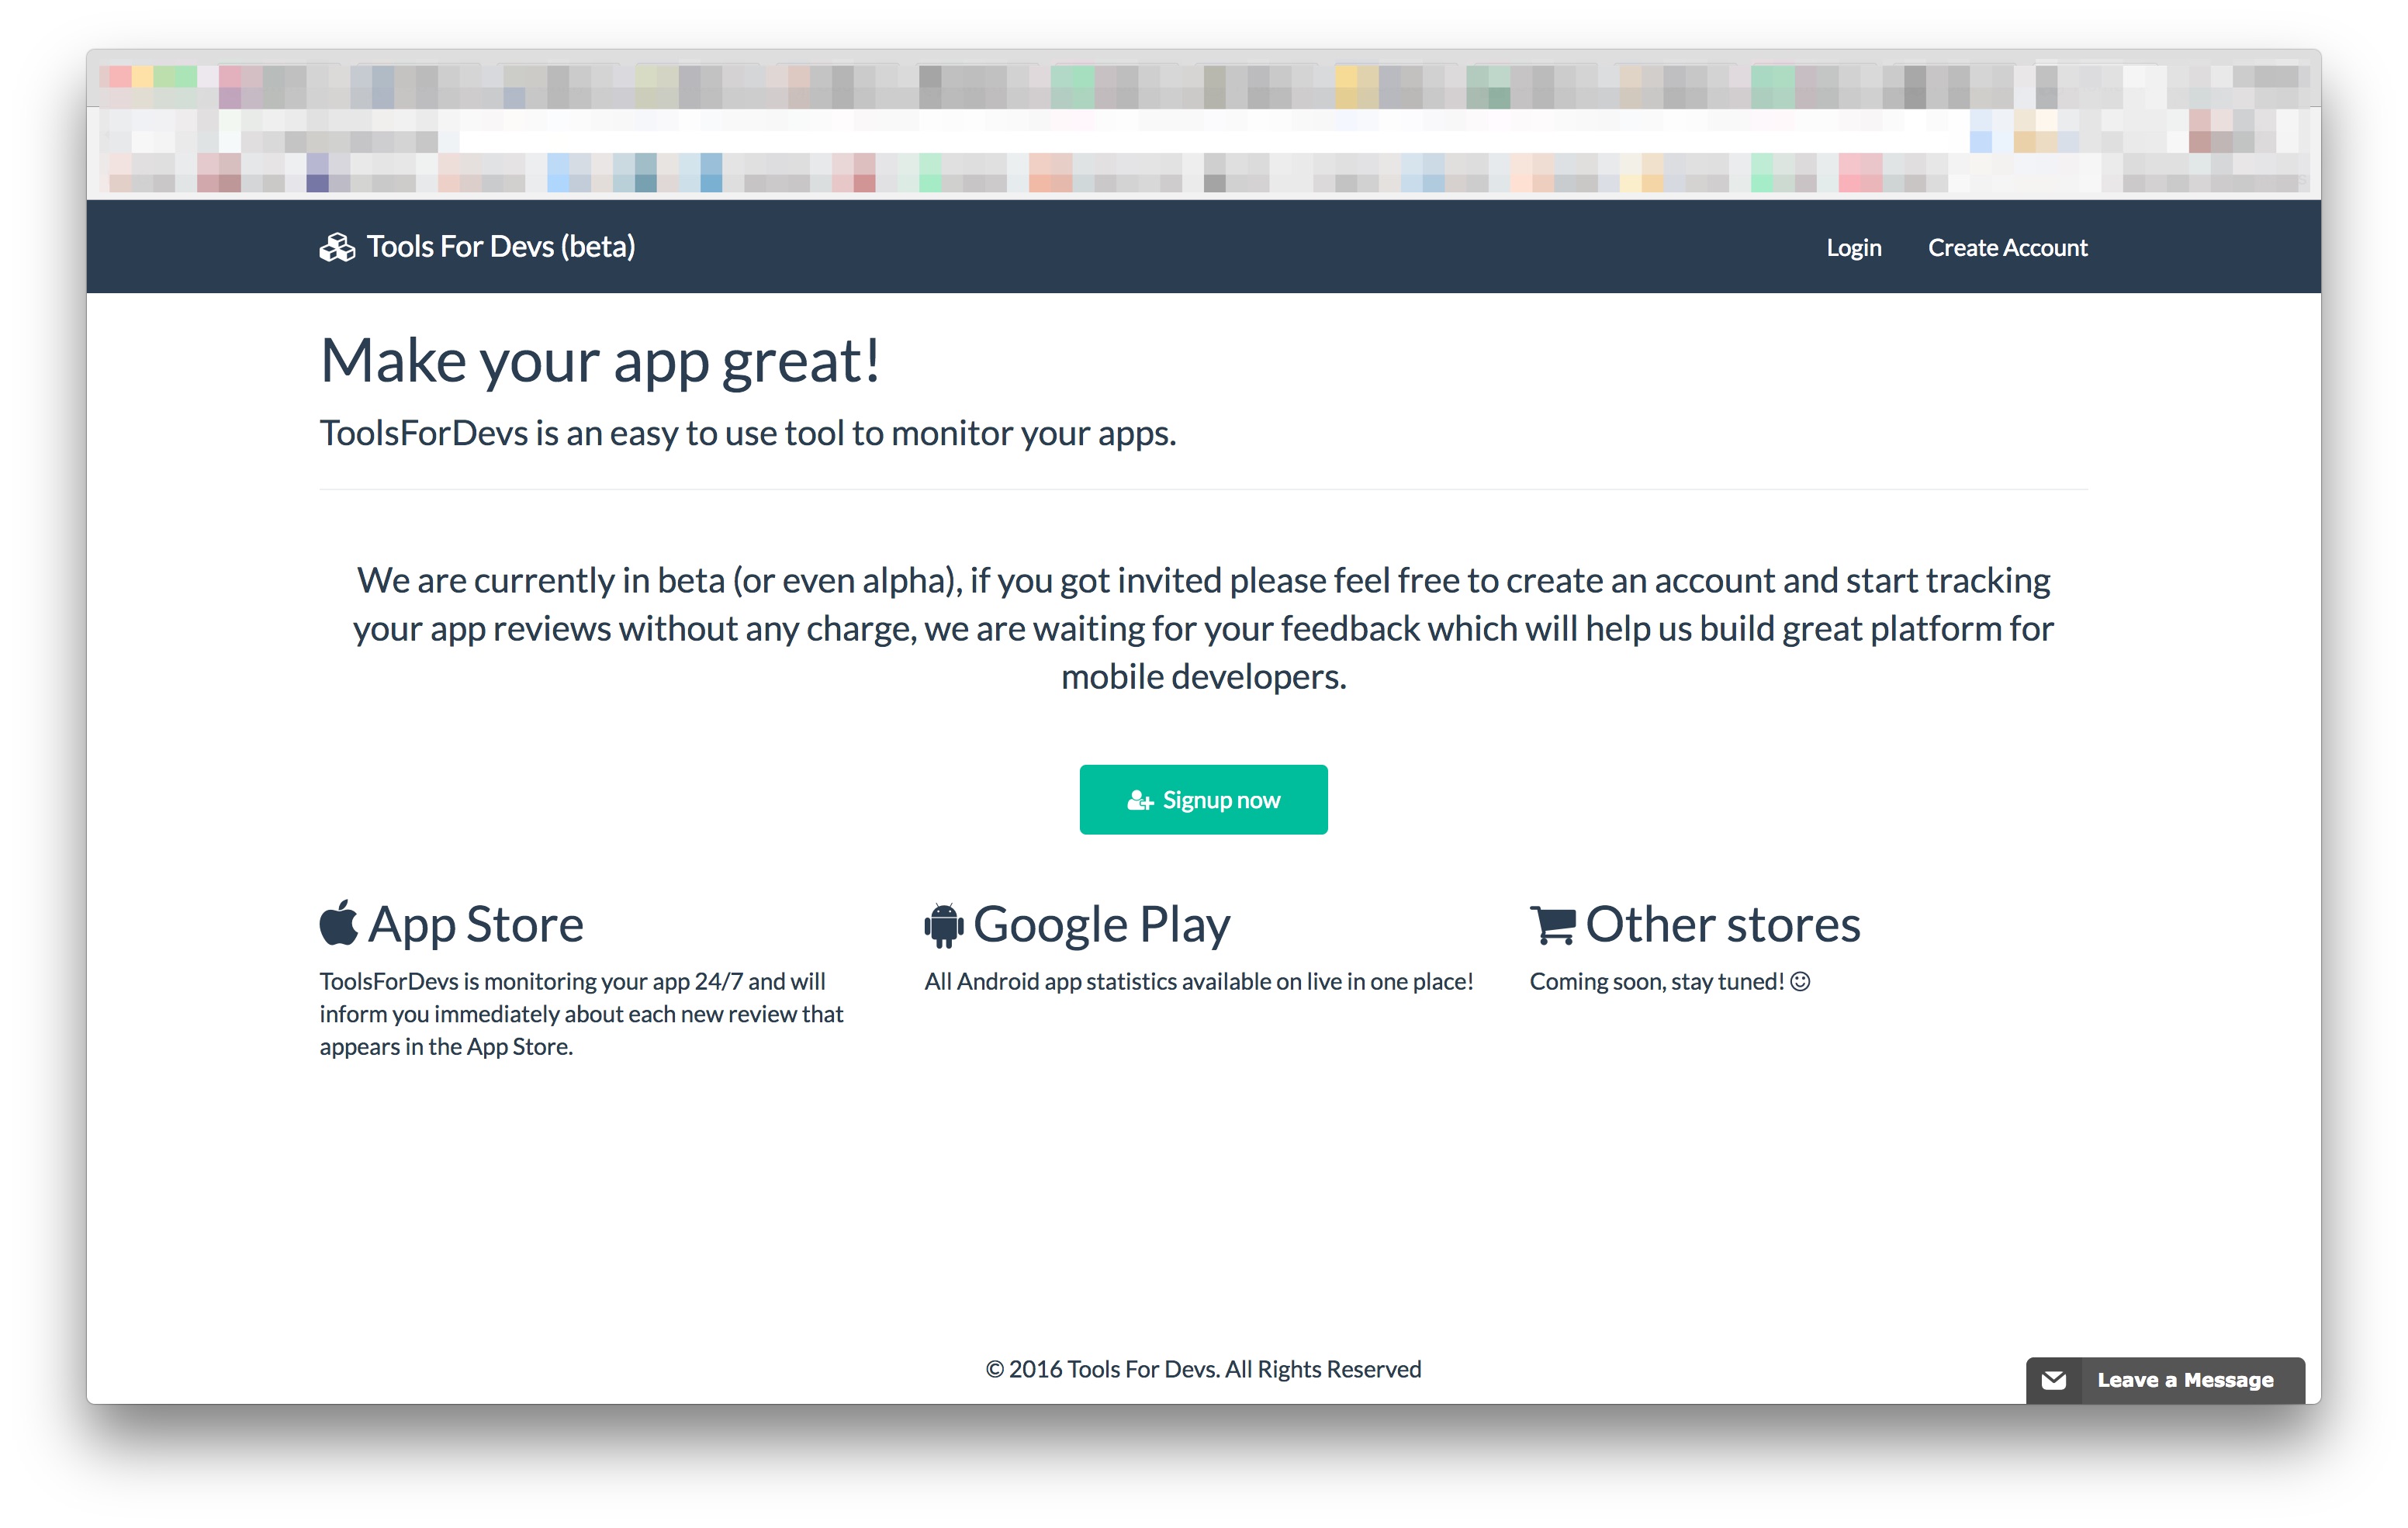 Tools For Devs (beta)
Login
Create Account
Make your app great!
ToolsForDevs is an easy to use tool to monitor your apps.
We are currently in beta (or even alpha), if you got invited please feel free to create an account and start tracking
your app reviews without any charge, we are waiting for your feedback which will help us build great platform for
mobile developers.
Signup now
App Store
ToolsForDevs is monitoring your app 24/7 and will
inform you immediately about each new review that
appears in the App Store.
Google Play
All Android app statistics available on live in one place!
Other stores
Coming soon, stay tuned!
© 2016 Tools For Devs. All Rights Reserved
Leave a Message